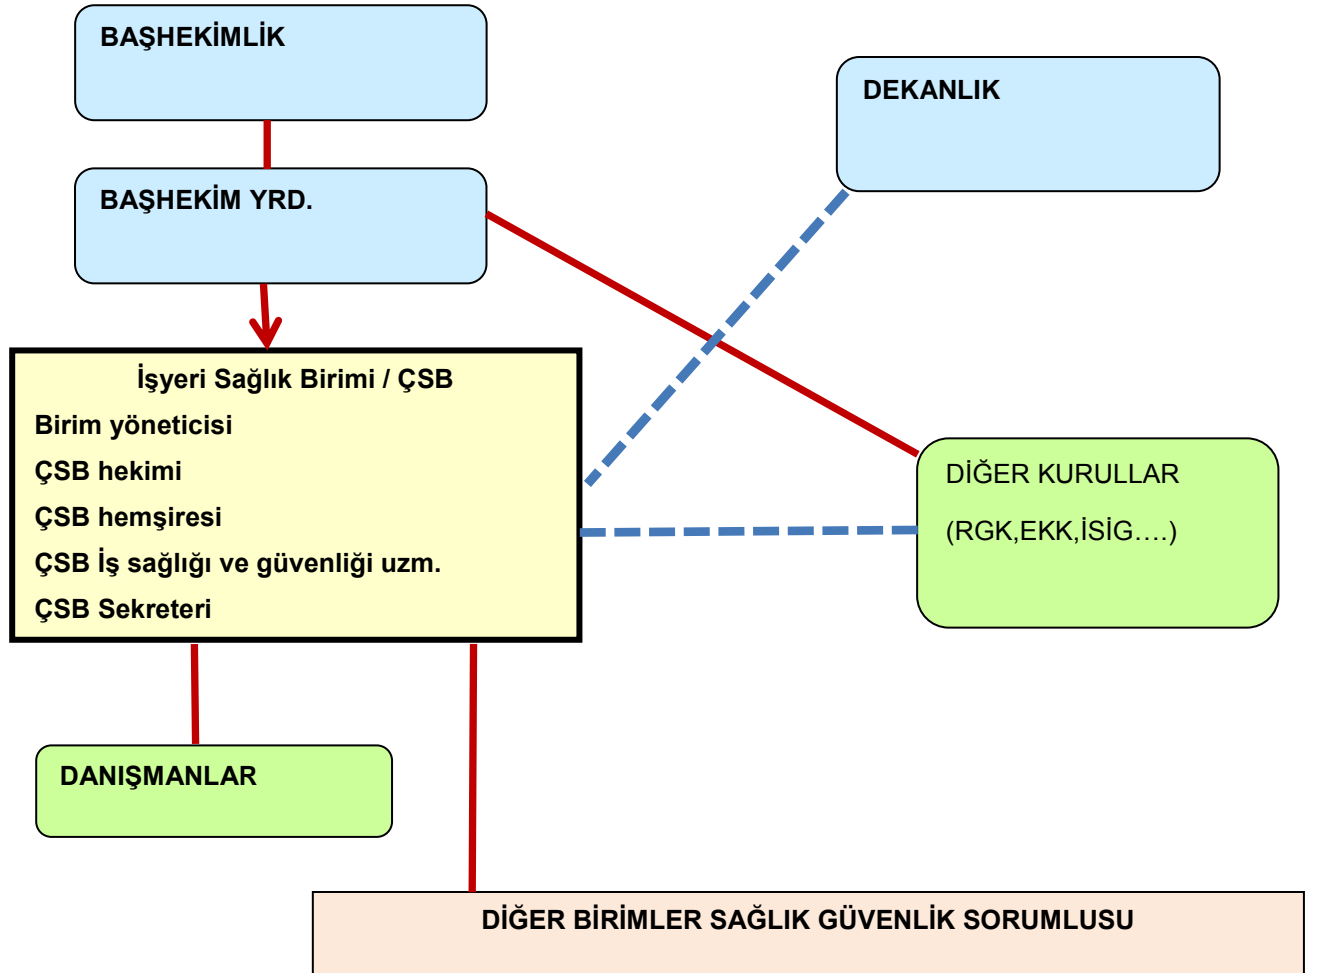 BAŞHEKİMLİK
DEKANLIK
BAŞHEKİM YRD.
İşyeri Sağlık Birimi / ÇSB
Birim yöneticisi
ÇSB hekimi
ÇSB hemşiresi
ÇSB İş sağlığı ve güvenliği uzm.
ÇSB Sekreteri
DİĞER KURULLAR
(RGK,EKK,İSİG….)
DANIŞMANLAR
DİĞER BİRİMLER SAĞLIK GÜVENLİK SORUMLUSU